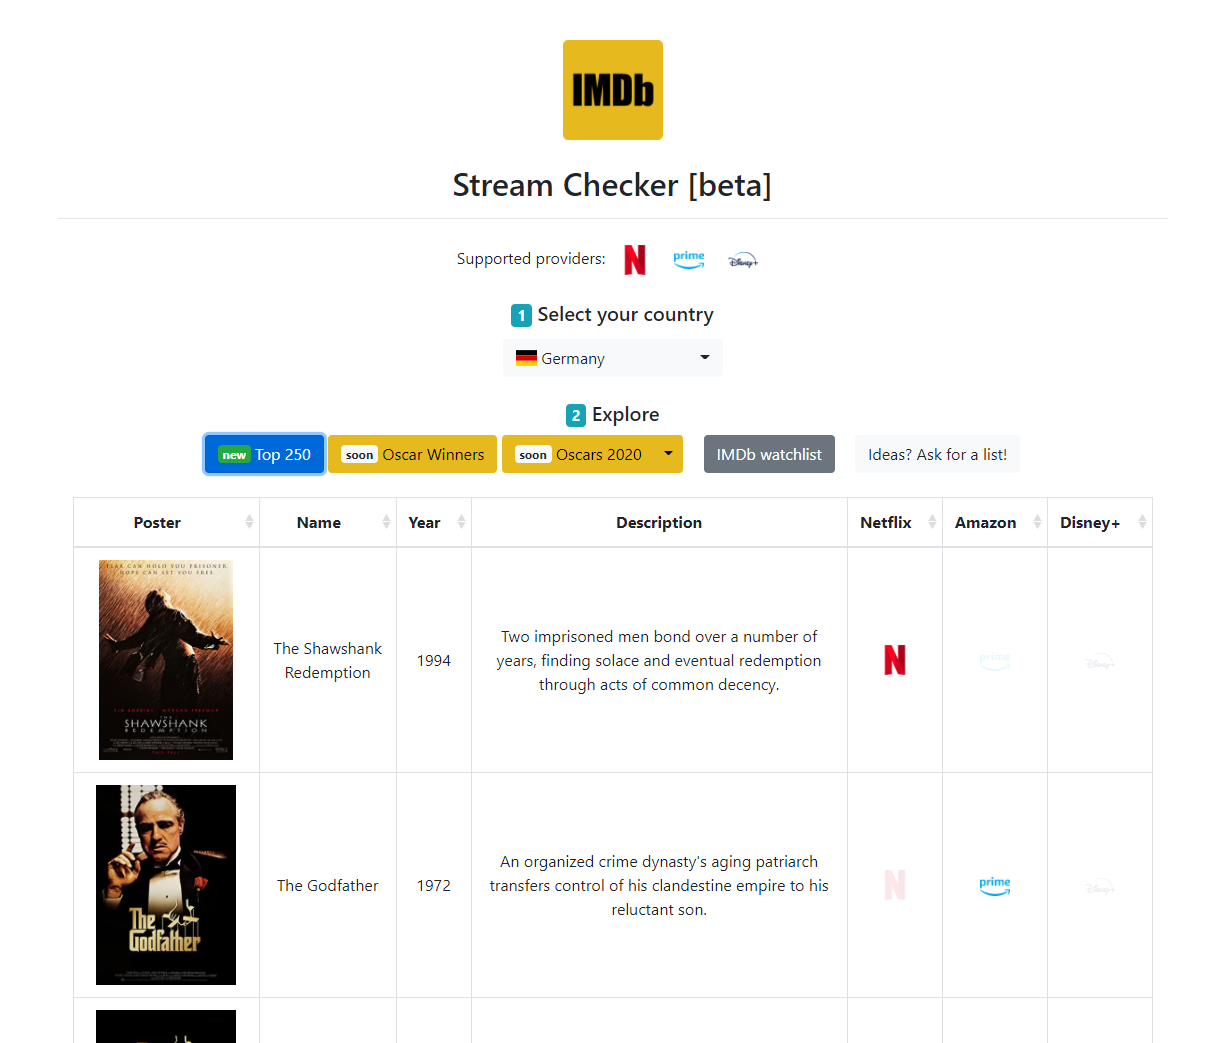 IMDb
Stream Checker [beta]
Supported providers: N prime Disney+
1 Select your country
Germany
2 Explore
new Top 250 soon Oscar Winners soon Oscars 2020 IMDb watchlist Ideas? Ask for a list!
Poster Name Year Description Netflix Amazon Disney+
FEAR CAN HOLD YOU PRISONER.
HOPE CAN SET YOU FREE.
TIM ROBBINS MORGAN FREEMAN
THE
SHAWSHANK
REDEMPTION
The Shawshank
Redemption
1994
Two imprisoned men bond over a number of
years, finding solace and eventual redemption
through acts of common decency.
N prime Disney+
The
Godfather
The Godfather
1972
An organized crime dynasty's aging patriarch
transfers control of his clandestine empire to his
reluctant son.
N prime Disney+